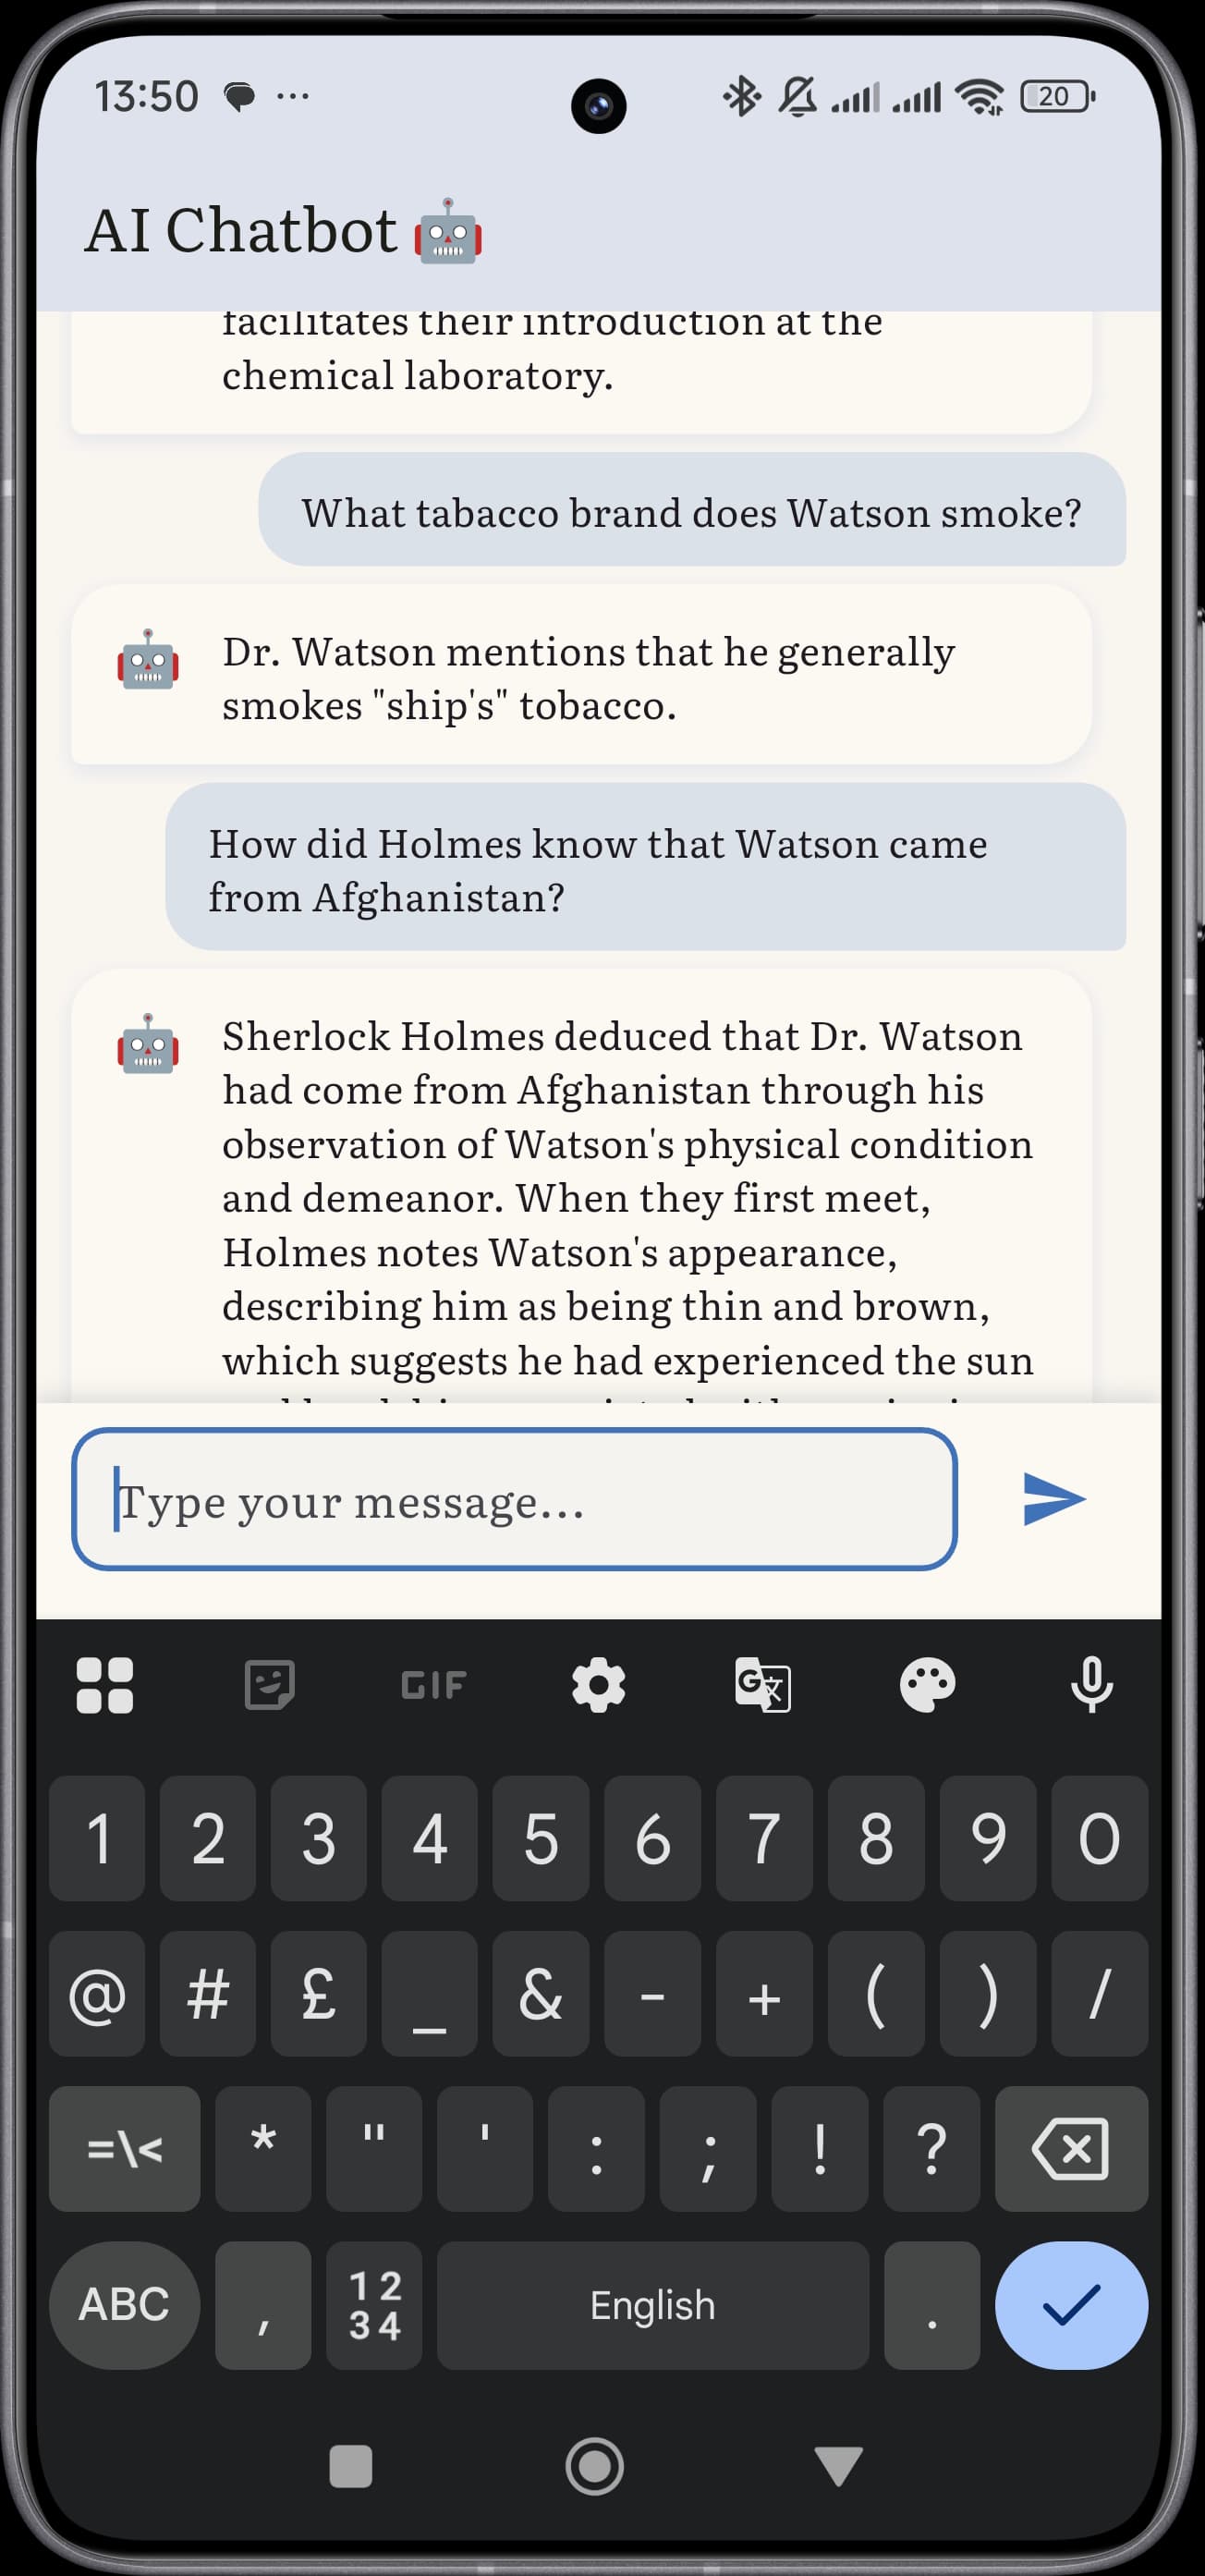 13:50
20
AI Chatbot
facilitates their introduction at the
chemical laboratory.
What tabacco brand does Watson smoke?
Dr. Watson mentions that he generally
smokes "ship's" tobacco.
How did Holmes know that Watson came
from Afghanistan?
Sherlock Holmes deduced that Dr. Watson
had come from Afghanistan through his
observation of Watson's physical condition
and demeanor. When they first meet,
Holmes notes Watson's appearance,
describing him as being thin and brown,
which suggests he had experienced the sun
Type your message...
GIF
1 2 3 4 5 6 7 8 9 0
@ # £ _ & - + ( ) /
=\< * " ' : ; ! ?
ABC , 12 34 English .